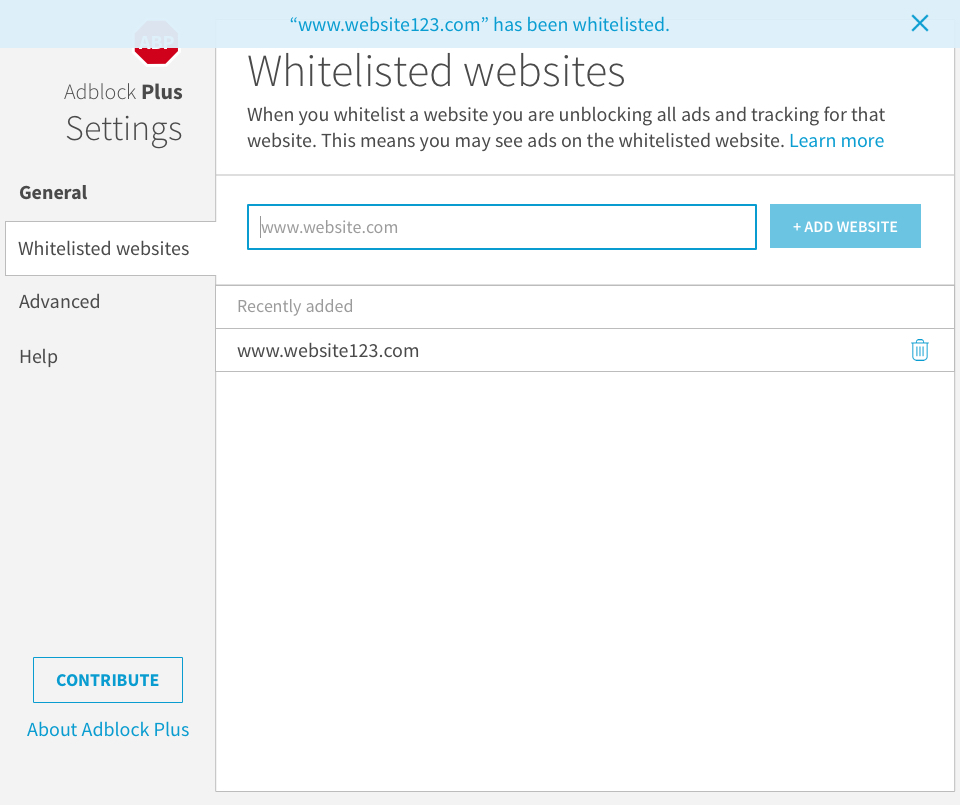 “www.website123.com” has been whitelisted.
ABP
Adblock Plus
Settings
General
Whitelisted websites
Advanced
Help
CONTRIBUTE
About Adblock Plus
Whitelisted websites
When you whitelist a website you are unblocking all ads and tracking for that
website. This means you may see ads on the whitelisted website. Learn more
www.website.com
+ ADD WEBSITE
Recently added
www.website123.com